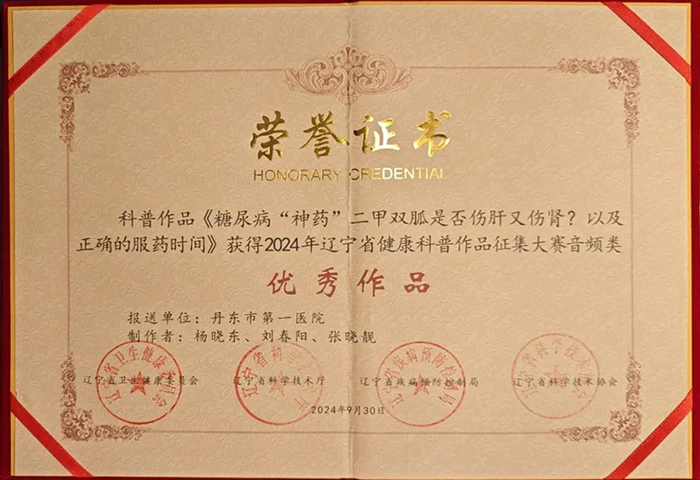 荣誉证书
HONORARY CREDENTIAL
科普作品《糖尿病“神药”二甲双胍是否伤肝又伤肾？以及
正确的服药时间》获得2024年辽宁省健康科普作品征集大赛音频类
优秀作品
报送单位：丹东市第一医院
制作者：杨晓东、刘春阳、张晓靓
辽宁省卫生健康委员会 辽宁省科学技术厅 辽宁省疾病预防控制局 辽宁省科学技术协会
2024年9月30日